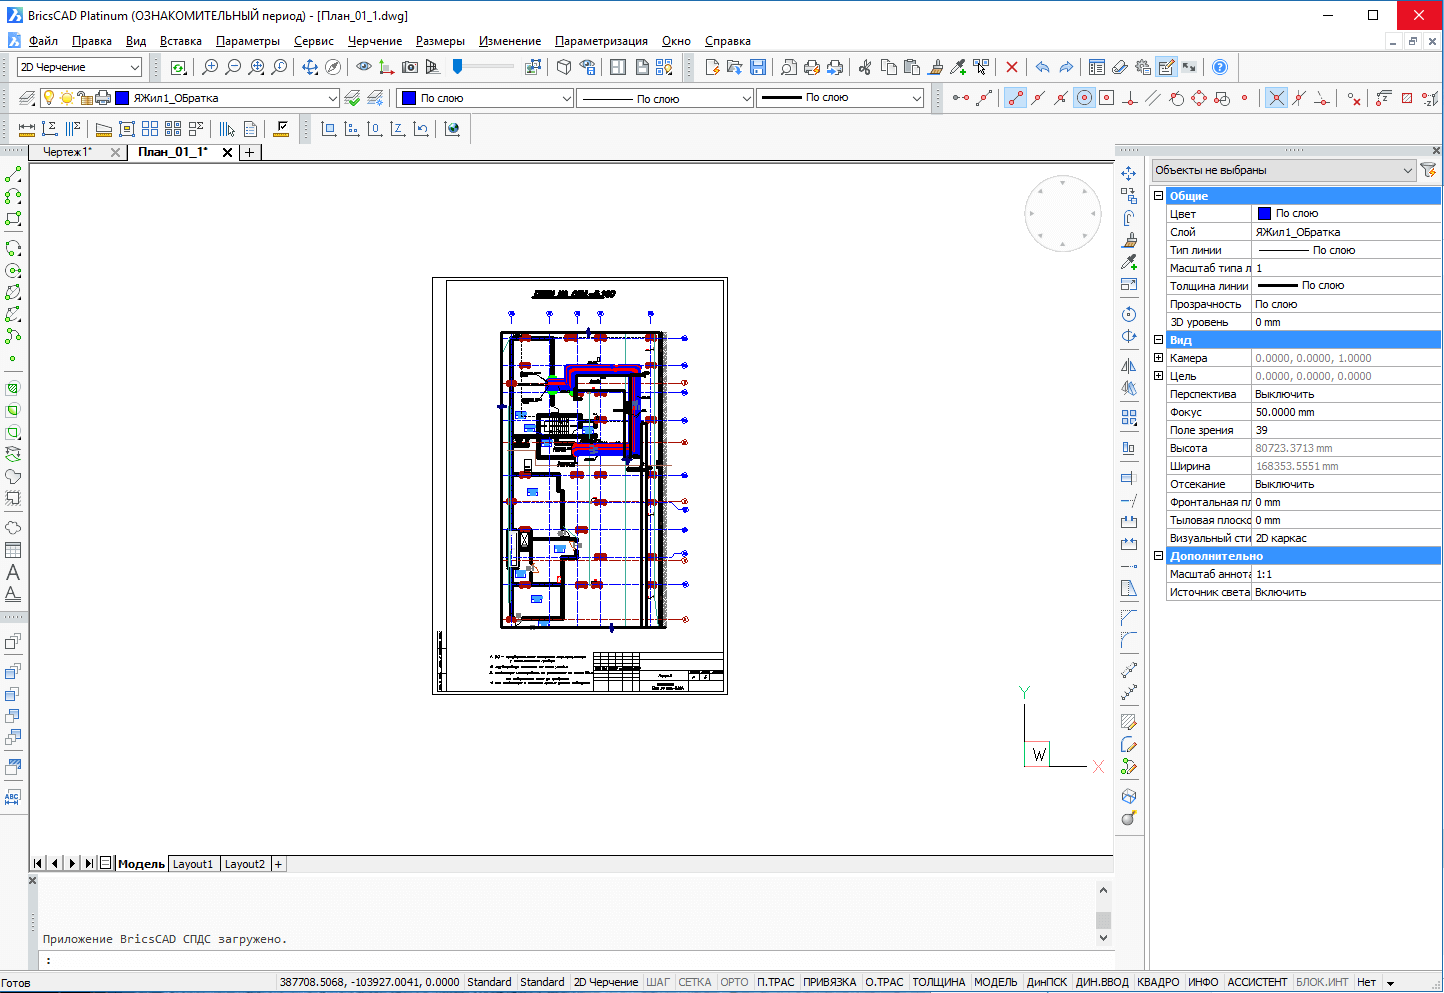 BricsCAD Platinum (ОЗНАКОМИТЕЛЬНЫЙ период) - [План_01_1.dwg]
Файл Правка Вид Вставка Параметры Сервис Черчение Размеры Изменение Параметризация Окно Справка
2D Черчение
ЯЖил1_ОБратка По слою По слою По слою
Чертеж1* План_01_1*
Объекты не выбраны
Общие
Цвет По слою
Слой ЯЖил1_ОБратка
Тип линии По слою
Масштаб типа л 1
Толщина линии По слою
Прозрачность По слою
3D уровень 0 mm
Вид
Камера 0.0000, 0.0000, 1.0000
Цель 0.0000, 0.0000, 0.0000
Перспектива Выключить
Фокус 50.0000 mm
Поле зрения 39
Высота 80723.3713 mm
Ширина 168353.5551 mm
Отсекание Выключить
Фронтальная пл 0 mm
Тыловая плоско 0 mm
Визуальный сти 2D каркас
Дополнительно
Масштаб аннота 1:1
Источник света Включить
Y
W X
ABC
Модель Layout1 Layout2 +
Приложение BricsCAD СПДС загружено.
:
Готов 387708.5068, -103927.0041, 0.0000 Standard Standard 2D Черчение ШАГ СЕТКА ОРТО П.ТРАС ПРИВЯЗКА О.ТРАС ТОЛЩИНА МОДЕЛЬ ДинПСК ДИН.ВВОД КВАДРО ИНФО АССИСТЕНТ БЛОК.ИНТ Нет